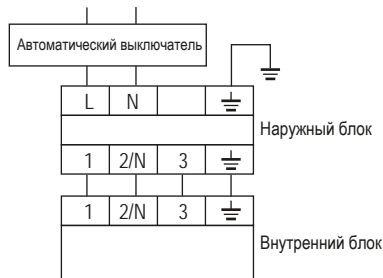 Автоматический выключатель
L N
Наружный блок
1 2/N 3
1 2/N 3
Внутренний блок